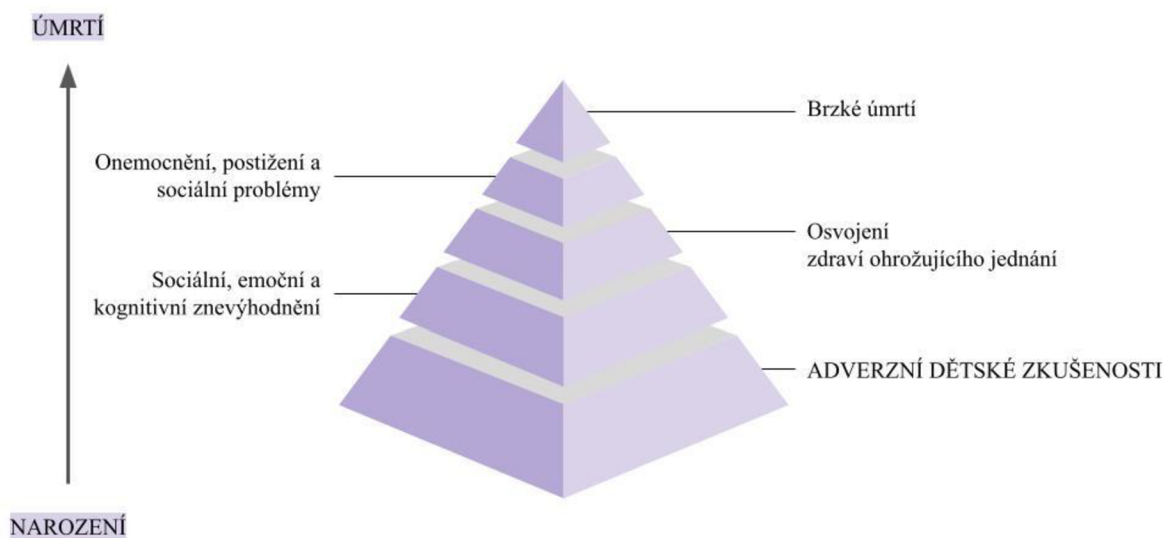 ÚMRTÍ
Brzké úmrtí
Onemocnění, postižení a
sociální problémy
Osvojení
zdraví ohrožujícího jednání
Sociální, emoční a
kognitivní znevýhodnění
ADVERZNÍ DĚTSKÉ ZKUŠENOSTI
NAROZENÍ